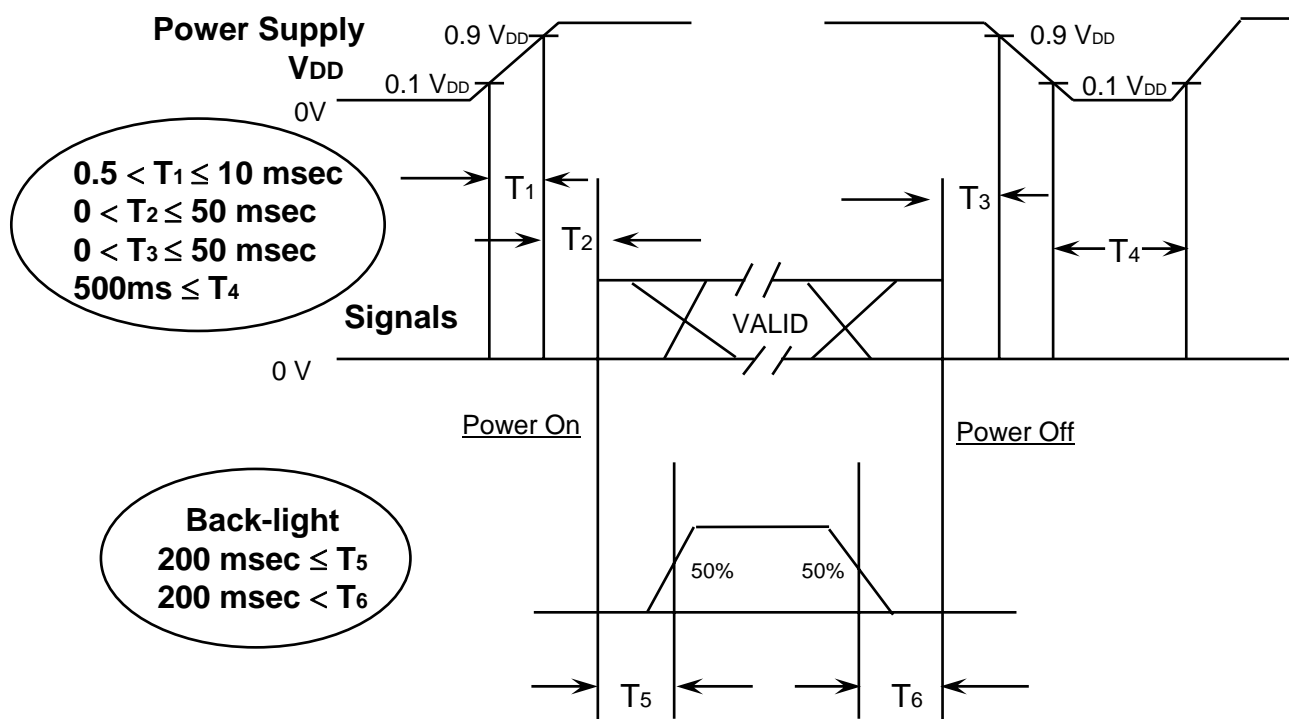 Power Supply
VDD
0.9 VDD
0.1 VDD
0V
0.9 VDD
0.1 VDD
0.5 < T1 ≤ 10 msec
0 < T2 ≤ 50 msec
0 < T3 ≤ 50 msec
500ms ≤ T4
T1
T2
T3
T4
Signals
VALID
0 V
Power On
Power Off
Back-light
200 msec ≤ T5
200 msec < T6
50%
50%
T5
T6